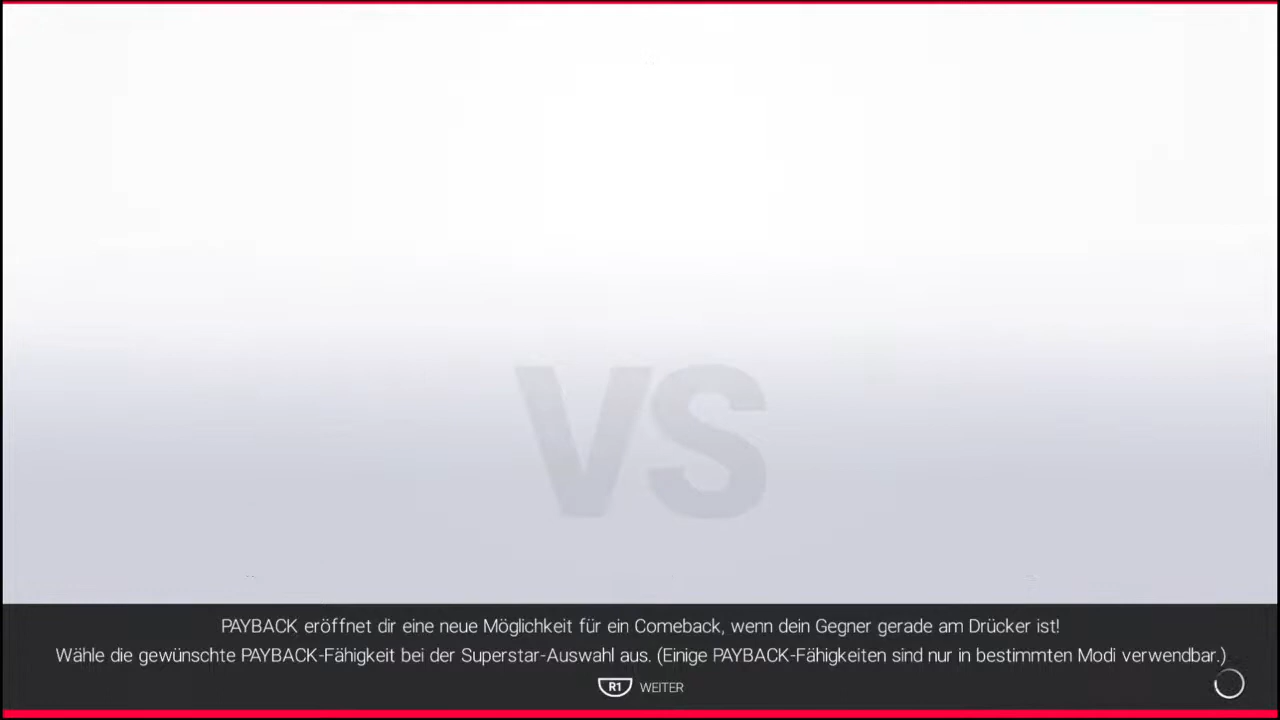 VS
PAYBACK eröffnet dir eine neue Möglichkeit für ein Comeback, wenn dein Gegner gerade am Drücker ist!
Wähle die gewünschte PAYBACK-Fähigkeit bei der Superstar-Auswahl aus. (Einige PAYBACK-Fähigkeiten sind nur in bestimmten Modi verwendbar.)
R1 WEITER